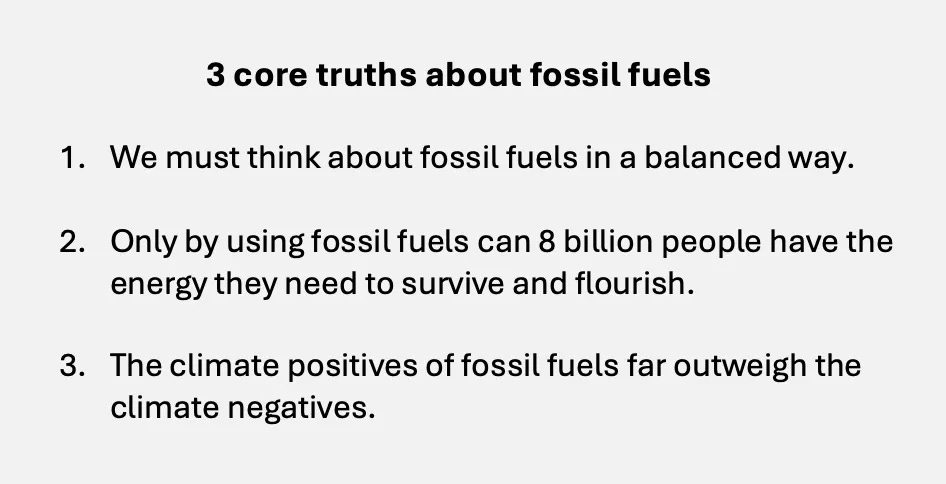 3 core truths about fossil fuels
1. We must think about fossil fuels in a balanced way.
2. Only by using fossil fuels can 8 billion people have the
energy they need to survive and flourish.
3. The climate positives of fossil fuels far outweigh the
climate negatives.